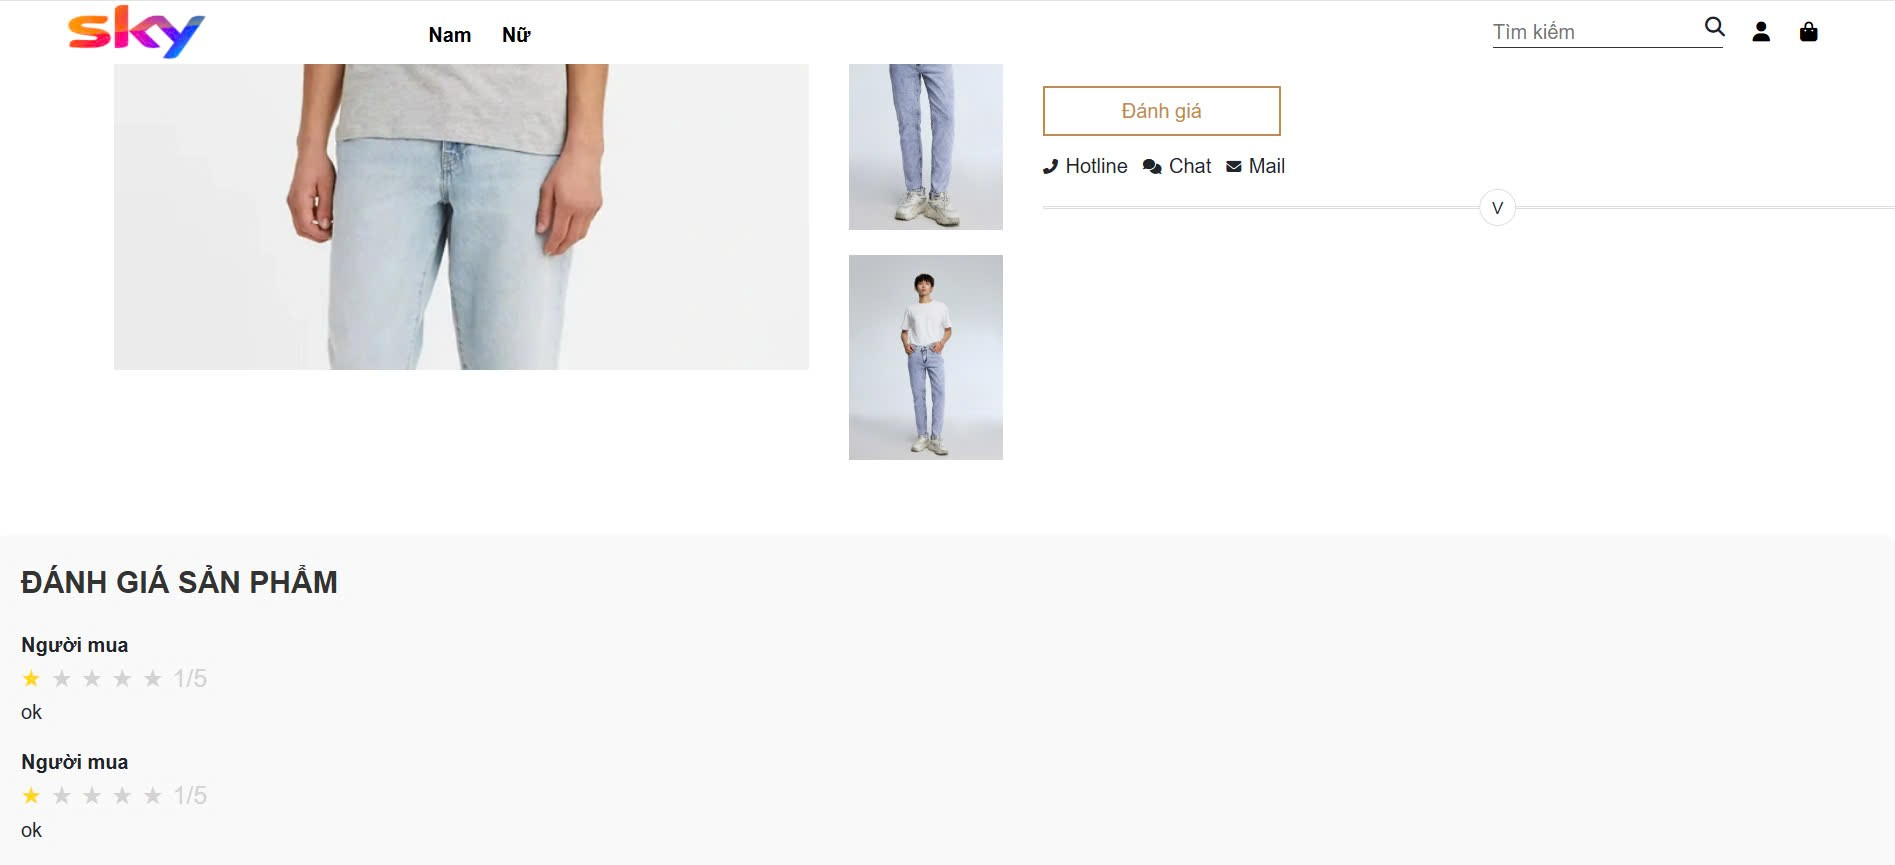 sky
Nam Nữ
Tìm kiếm
Đánh giá
Hotline Chat Mail
V
ĐÁNH GIÁ SẢN PHẨM
Người mua
★ ★ ★ ★ ★ 1/5
ok
Người mua
★ ★ ★ ★ ★ 1/5
ok